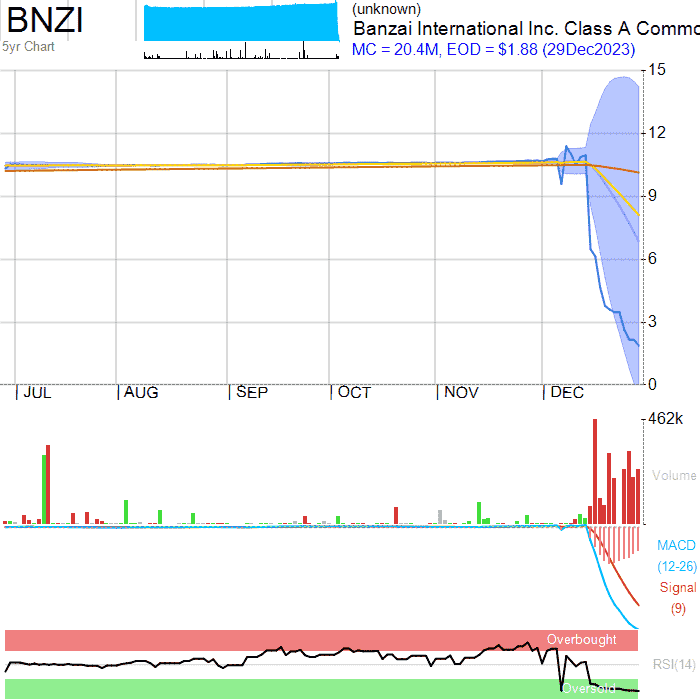 BNZI
5yr Chart
(unknown)
Banzai International Inc. Class A Commo
MC = 20.4M, EOD = $1.88 (29Dec2023)
15
12
9
6
3
0
JUL AUG SEP OCT NOV DEC
462k
Volume
MACD
(12-26)
Signal
(9)
Overbought
RSI(14)
Oversold